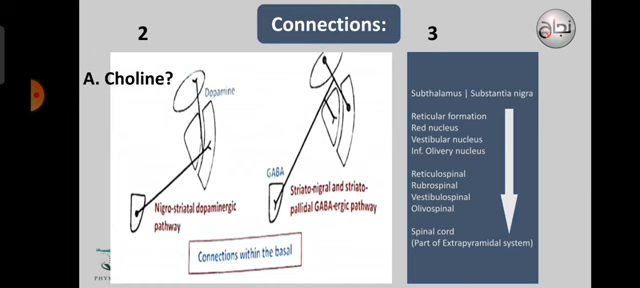 Connections:
نجاح
2
A. Choline?
Dopamine
Nigro-striatal dopaminergic
pathway
GABA
Striato-nigral and striato-
pallidal GABA-ergic pathway
Connections within the basal
3
Subthalamus | Substantia nigra
Reticular formation
Red nucleus
Vestibular nucleus
Inf. Olivery nucleus
Reticulospinal
Rubrospinal
Vestibulospinal
Olivospinal
Spinal cord
(Part of Extrapyramidal system)